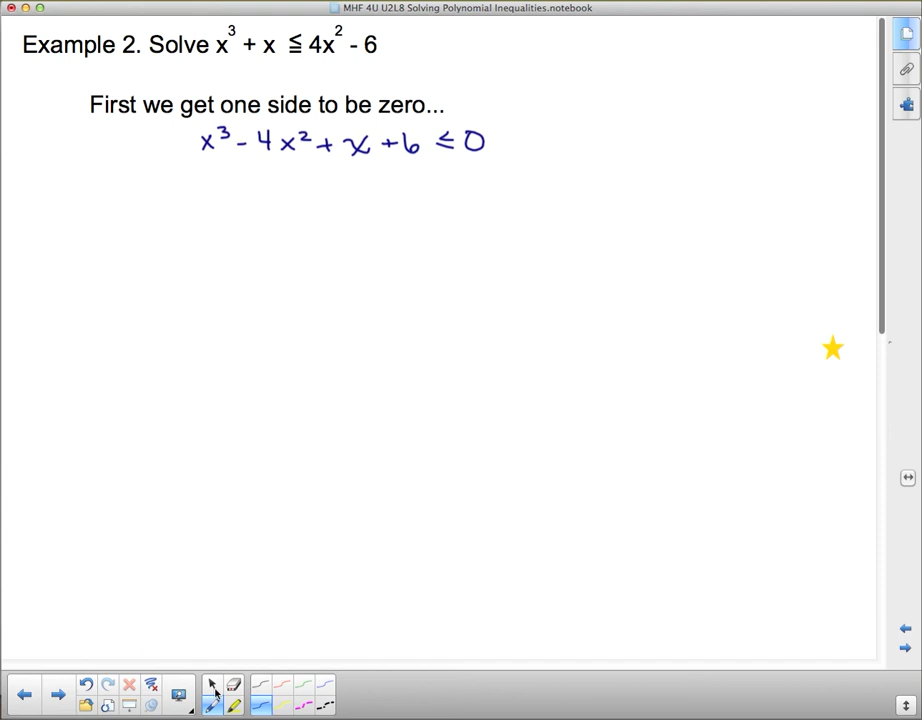 MHF 4U U2L8 Solving Polynomial Inequalities.notebook
Example 2. Solve x³ + x ≦ 4x² - 6
First we get one side to be zero...
x³ - 4x² + x + 6 ≤ 0